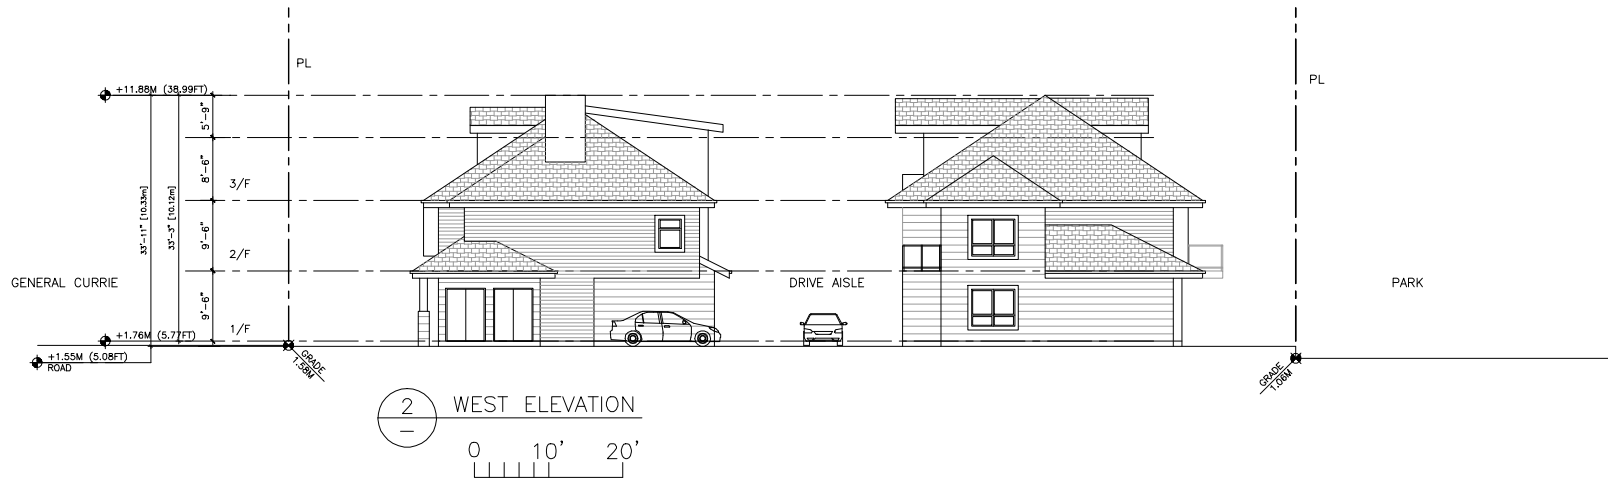 PL
PL
+11.88M (38.99FT)
5'-9"
8'-6"
3/F
33'-11" [10.33m]
33'-3" [10.12m]
9'-6"
2/F
GENERAL CURRIE
DRIVE AISLE
PARK
9'-6"
1/F
+1.76M (5.77FT)
+1.55M (5.08FT)
ROAD
GRADE
1.58M
GRADE
1.06M
2
WEST ELEVATION
0 10' 20'